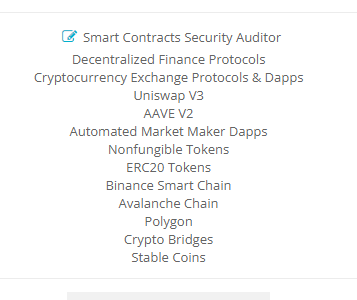 Smart Contracts Security Auditor
Decentralized Finance Protocols
Cryptocurrency Exchange Protocols & Dapps
Uniswap V3
AAVE V2
Automated Market Maker Dapps
Nonfungible Tokens
ERC20 Tokens
Binance Smart Chain
Avalanche Chain
Polygon
Crypto Bridges
Stable Coins